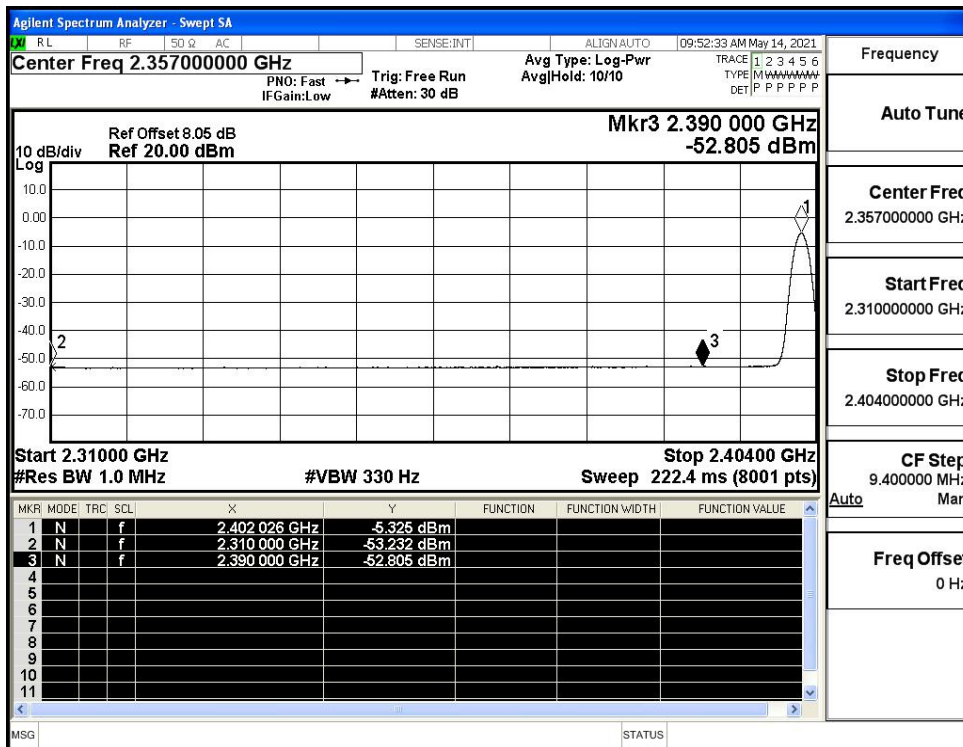 Agilent Spectrum Analyzer - Swept SA
LXI RL RF 50 Ω AC SENSE:INT ALIGN AUTO 09:52:33 AM May 14, 2021
Center Freq 2.357000000 GHz
PNO: Fast
IFGain:Low
Trig: Free Run
#Atten: 30 dB
Avg Type: Log-Pwr
Avg|Hold: 10/10
TRACE 1 2 3 4 5 6
TYPE M W W W W W
DET P P P P P P
Ref Offset 8.05 dB
10 dB/div Ref 20.00 dBm
Log
Mkr3 2.390 000 GHz
-52.805 dBm
10.0
0.00
-10.0
-20.0
-30.0
-40.0
-50.0
-60.0
-70.0
1
2
3
Start 2.31000 GHz Stop 2.40400 GHz
#Res BW 1.0 MHz #VBW 330 Hz Sweep 222.4 ms (8001 pts)
MKR MODE TRC SCL X Y FUNCTION FUNCTION WIDTH FUNCTION VALUE
1 N f 2.402 026 GHz -5.325 dBm
2 N f 2.310 000 GHz -53.232 dBm
3 N f 2.390 000 GHz -52.805 dBm
4
5
6
7
8
9
10
11
MSG STATUS
Frequency
Auto Tune
Center Freq
2.357000000 GHz
Start Freq
2.310000000 GHz
Stop Freq
2.404000000 GHz
CF Step
9.400000 MHz
Auto Man
Freq Offset
0 Hz